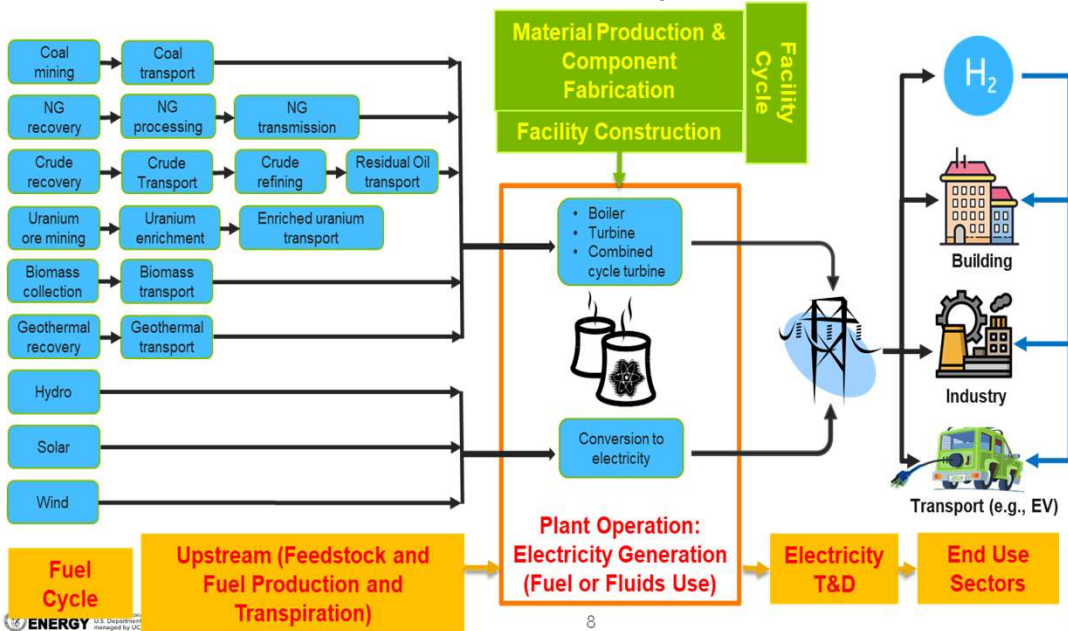 Material Production &
Component
Fabrication
Facility
Cycle
Facility Construction
Coal
mining
Coal
transport
NG
recovery
NG
processing
NG
transmission
Crude
recovery
Crude
Transport
Crude
refining
Residual Oil
transport
Uranium
ore mining
Uranium
enrichment
Enriched uranium
transport
Biomass
collection
Biomass
transport
Geothermal
recovery
Geothermal
transport
Hydro
Solar
Wind
• Boiler
• Turbine
• Combined
cycle turbine
Conversion to
electricity
H2
Building
Industry
Transport (e.g., EV)
Fuel
Cycle
Upstream (Feedstock and
Fuel Production and
Transpiration)
Plant Operation:
Electricity Generation
(Fuel or Fluids Use)
Electricity
T&D
End Use
Sectors
ENERGY
U.S. Department
managed by UC
8